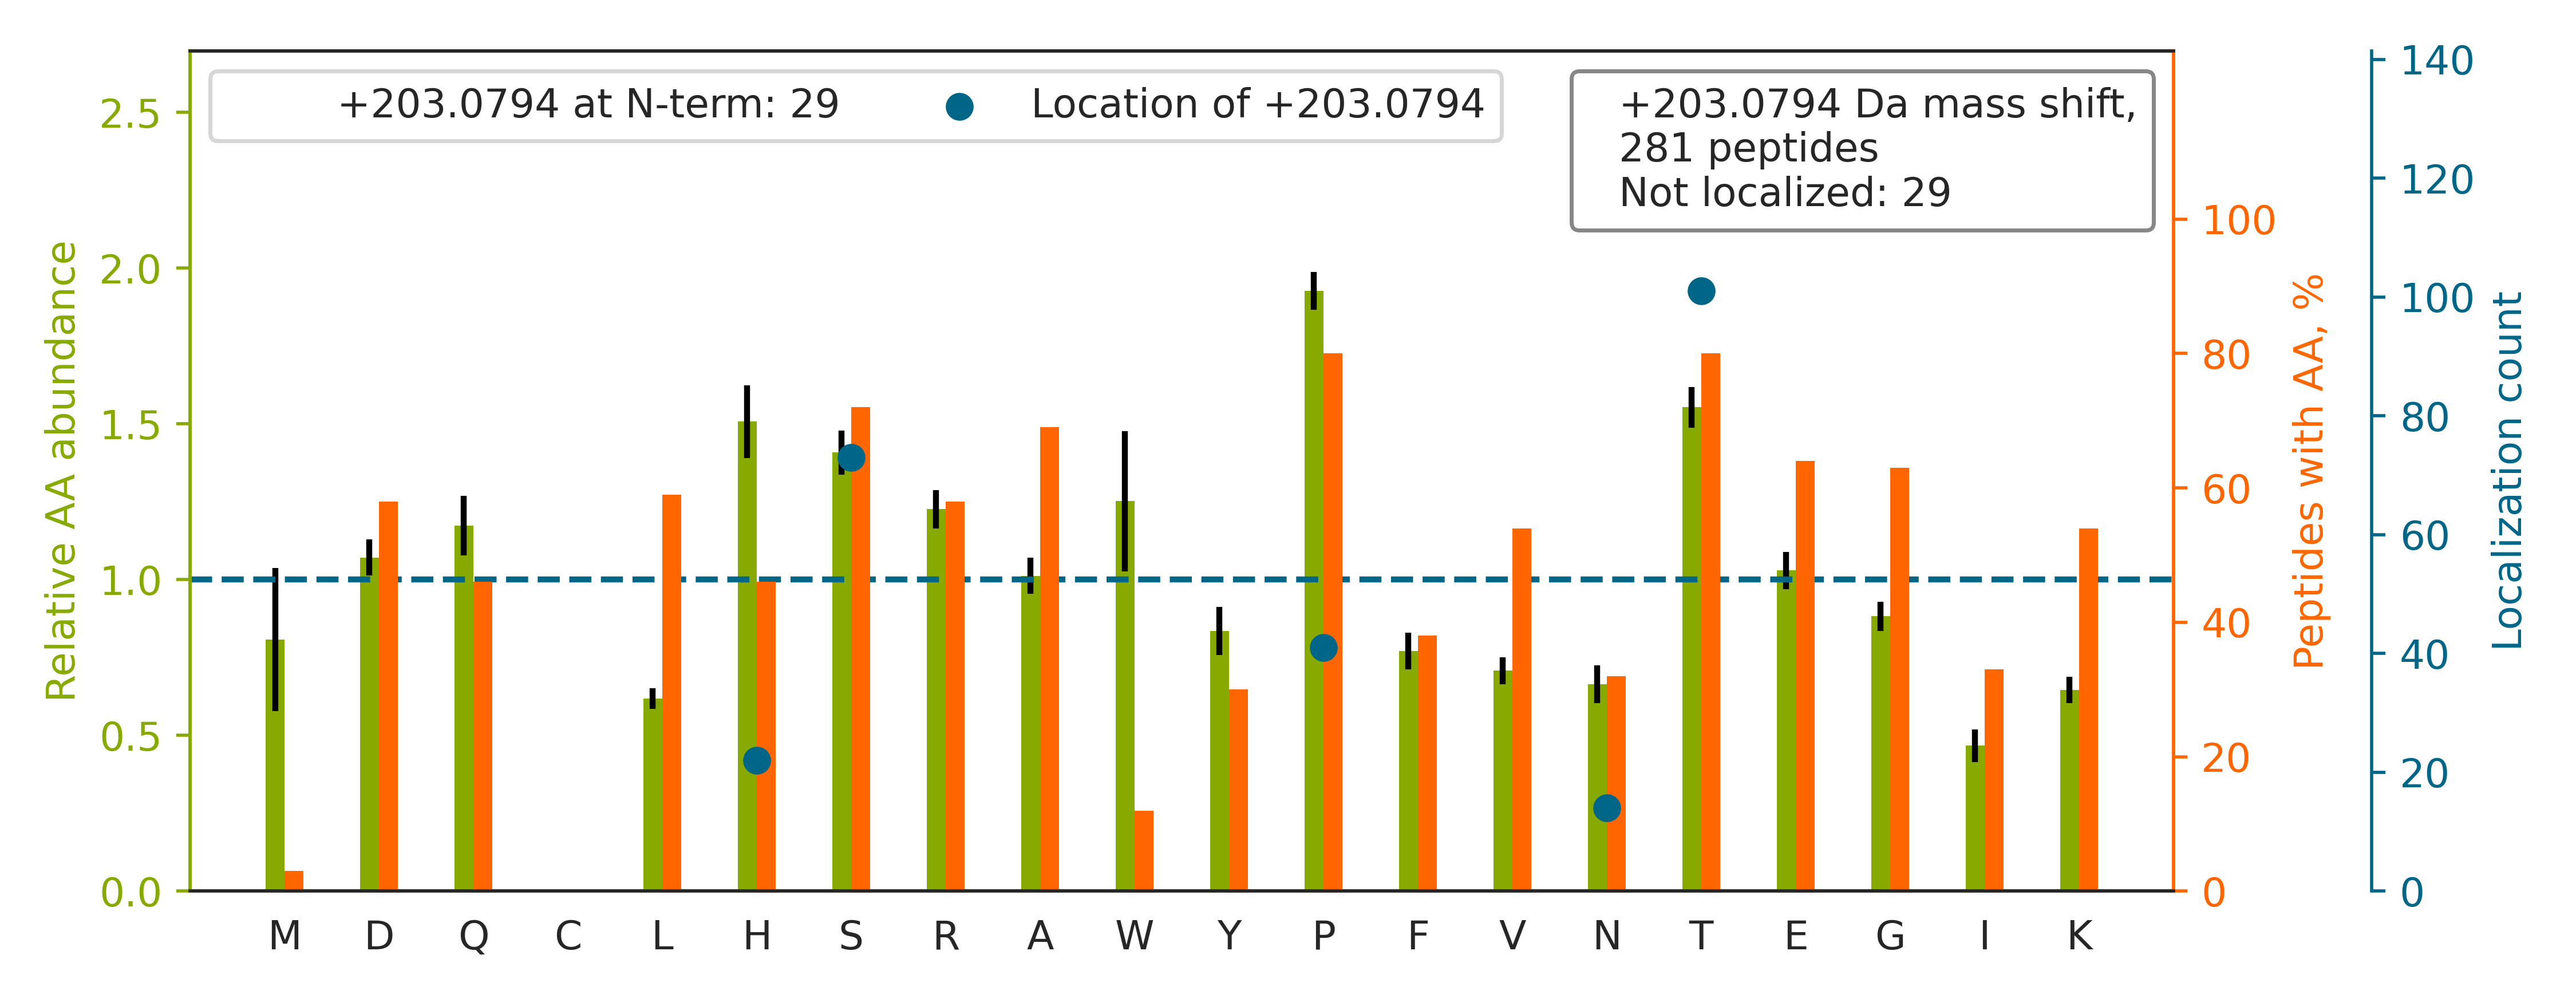 +203.0794 at N-term: 29
Location of +203.0794
+203.0794 Da mass shift,
281 peptides
Not localized: 29
Relative AA abundance
2.5
2.0
1.5
1.0
0.5
0.0
M D Q C L H S R A W Y P F V N T E G I K
100
80
60
40
20
0
Peptides with AA, %
140
120
100
80
60
40
20
0
Localization count